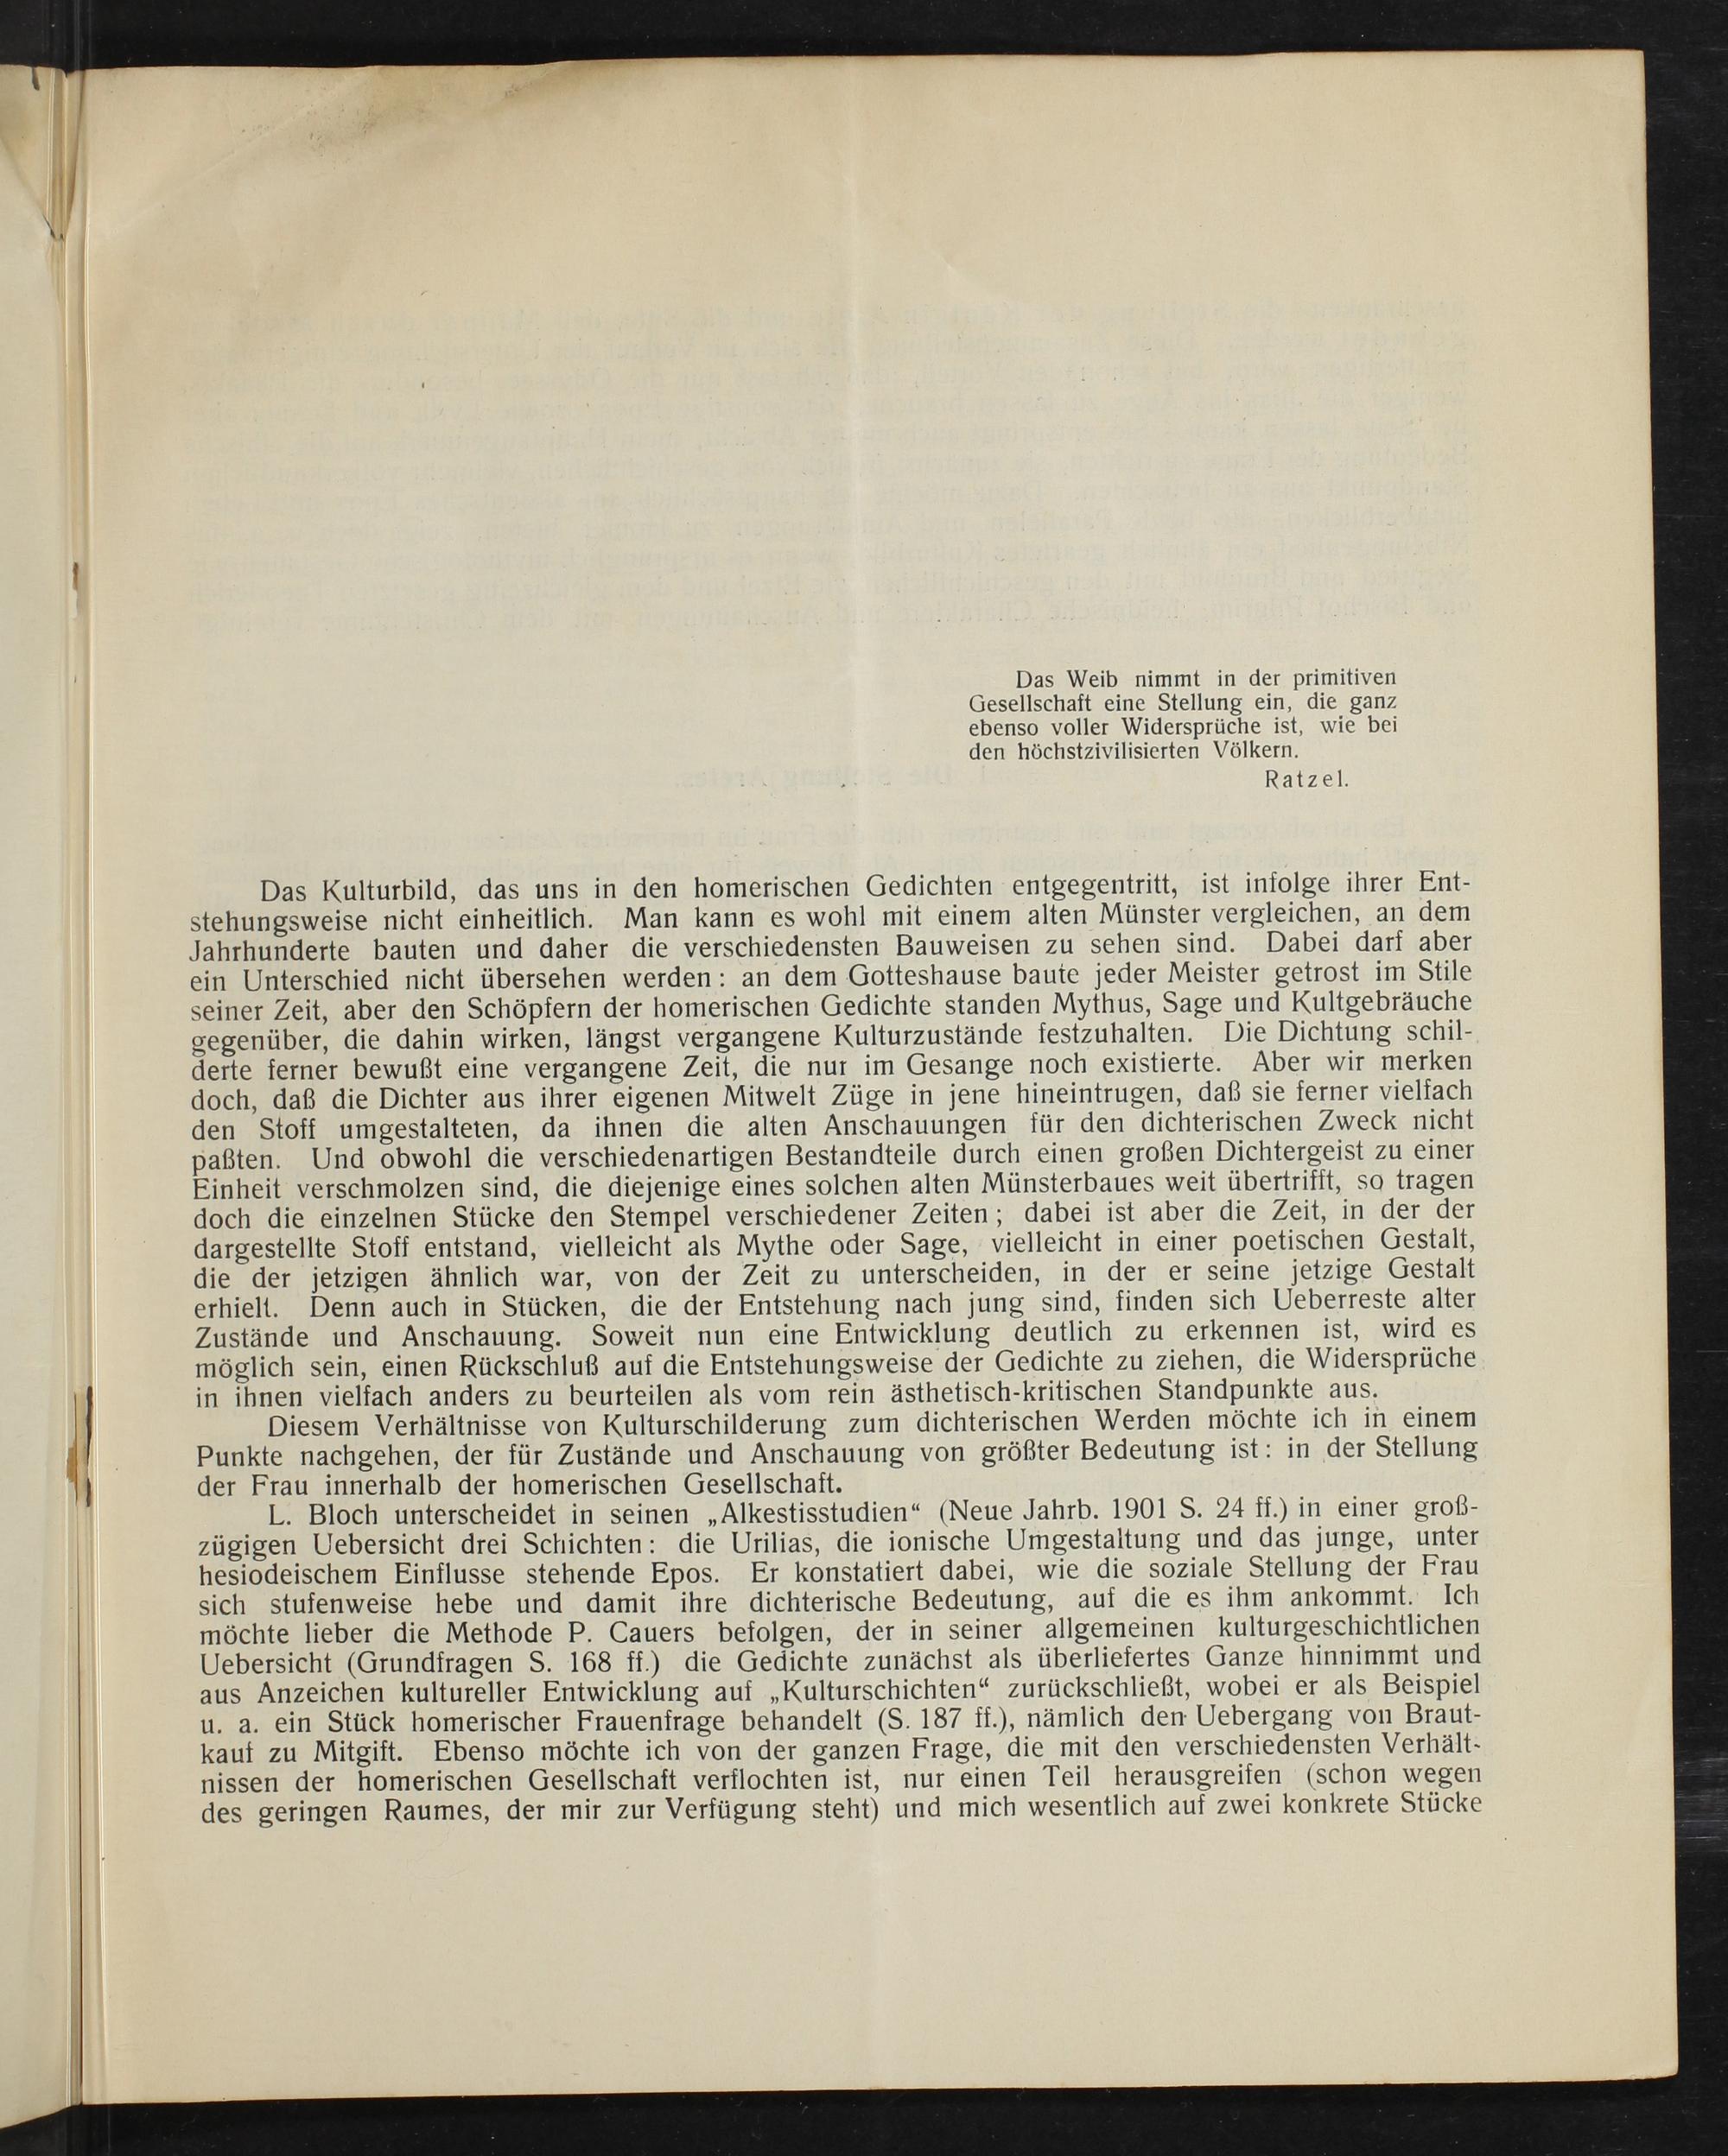 Das Weib nimmt in der primitiven
Gesellschaft eine Stellung ein, die ganz
ebenso voller Widersprüche ist, wie bei
den höchstzivilisierten Völkern.
Ratzel.
Das Kulturbild, das uns in den homerischen Gedichten entgegentritt, ist infolge ihrer Ent-
stehungsweise nicht einheitlich. Man kann es wohl mit einem alten Münster vergleichen, an dem
Jahrhunderte bauten und daher die verschiedensten Bauweisen zu sehen sind. Dabei darf aber
ein Unterschied nicht übersehen werden: an dem Gotteshause baute jeder Meister getrost im Stile
seiner Zeit, aber den Schöpfern der homerischen Gedichte standen Mythus, Sage und Kultgebräuche
gegenüber, die dahin wirken, längst vergangene Kulturzustände festzuhalten. Die Dichtung schil-
derte ferner bewußt eine vergangene Zeit, die nur im Gesange noch existierte. Aber wir merken
doch, daß die Dichter aus ihrer eigenen Mitwelt Züge in jene hineintrugen, daß sie ferner vielfach
den Stoff umgestalteten, da ihnen die alten Anschauungen für den dichterischen Zweck nicht
paßten. Und obwohl die verschiedenartigen Bestandteile durch einen großen Dichtergeist zu einer
Einheit verschmolzen sind, die diejenige eines solchen alten Münsterbaues weit übertrifft, so tragen
doch die einzelnen Stücke den Stempel verschiedener Zeiten; dabei ist aber die Zeit, in der der
dargestellte Stoff entstand, vielleicht als Mythe oder Sage, vielleicht in einer poetischen Gestalt,
die der jetzigen ähnlich war, von der Zeit zu unterscheiden, in der er seine jetzige Gestalt
erhielt. Denn auch in Stücken, die der Entstehung nach jung sind, finden sich Ueberreste alter
Zustände und Anschauung. Soweit nun eine Entwicklung deutlich zu erkennen ist, wird es
möglich sein, einen Rückschluß auf die Entstehungsweise der Gedichte zu ziehen, die Widersprüche
in ihnen vielfach anders zu beurteilen als vom rein ästhetisch-kritischen Standpunkte aus.
Diesem Verhältnisse von Kulturschilderung zum dichterischen Werden möchte ich in einem
Punkte nachgehen, der für Zustände und Anschauung von größter Bedeutung ist: in der Stellung
der Frau innerhalb der homerischen Gesellschaft.
L. Bloch unterscheidet in seinen „Alkestisstudien“ (Neue Jahrb. 1901 S. 24 ff.) in einer groß-
zügigen Uebersicht drei Schichten: die Urilias, die ionische Umgestaltung und das junge, unter
hesiodeischem Einflusse stehende Epos. Er konstatiert dabei, wie die soziale Stellung der Frau
sich stufenweise hebe und damit ihre dichterische Bedeutung, auf die es ihm ankommt. Ich
möchte lieber die Methode P. Cauers befolgen, der in seiner allgemeinen kulturgeschichtlichen
Uebersicht (Grundfragen S. 168 ff.) die Gedichte zunächst als überliefertes Ganze hinnimmt und
aus Anzeichen kultureller Entwicklung auf „Kulturschichten“ zurückschließt, wobei er als Beispiel
u. a. ein Stück homerischer Frauenfrage behandelt (S. 187 ff.), nämlich den Uebergang von Braut-
kauf zu Mitgift. Ebenso möchte ich von der ganzen Frage, die mit den verschiedensten Verhält-
nissen der homerischen Gesellschaft verflochten ist, nur einen Teil herausgreifen (schon wegen
des geringen Raumes, der mir zur Verfügung steht) und mich wesentlich auf zwei konkrete Stücke